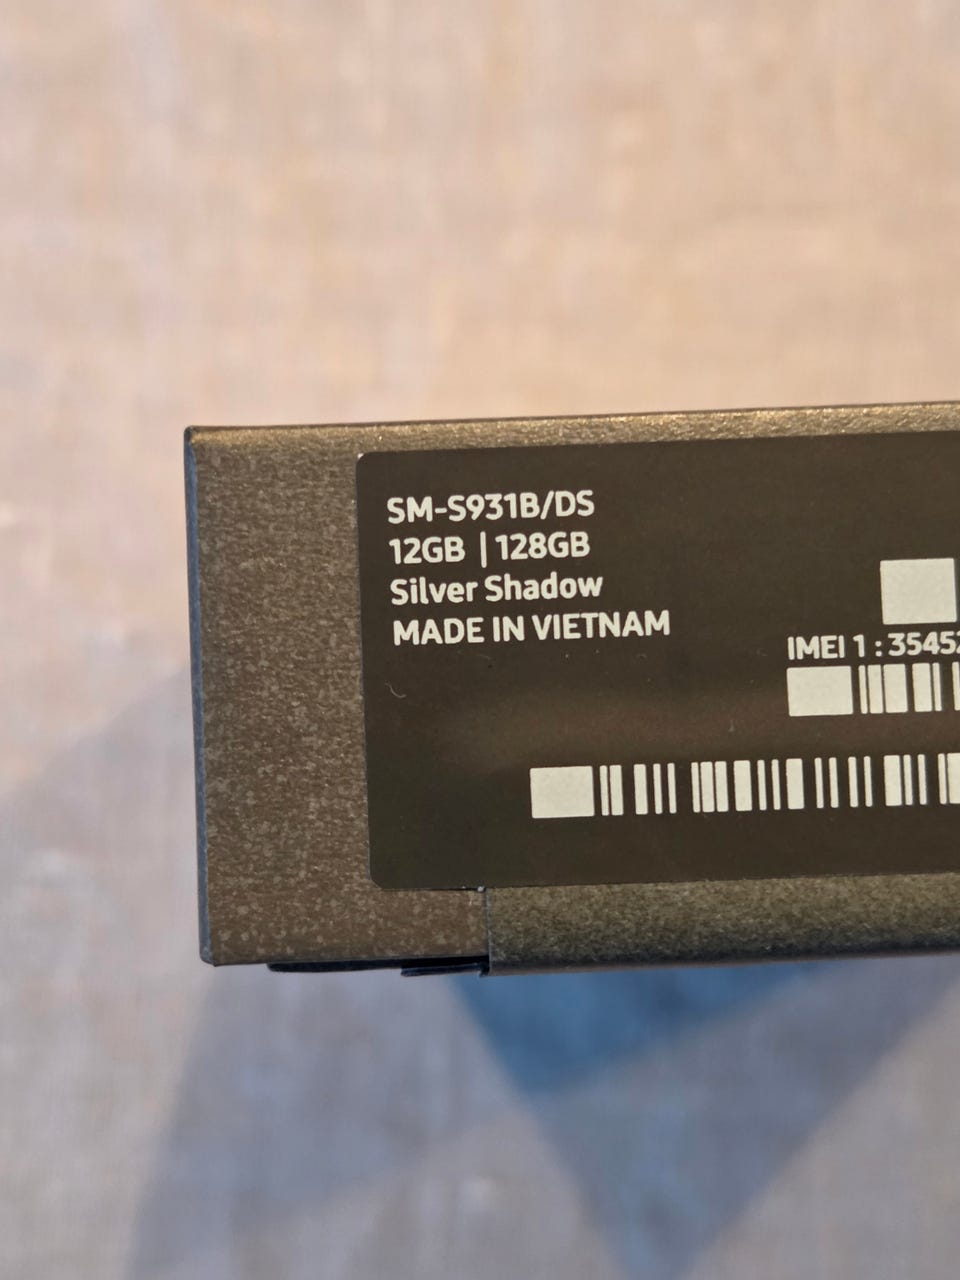 SM-S931B/DS
12GB | 128GB
Silver Shadow
MADE IN VIETNAM
IMEI 1 : 35452